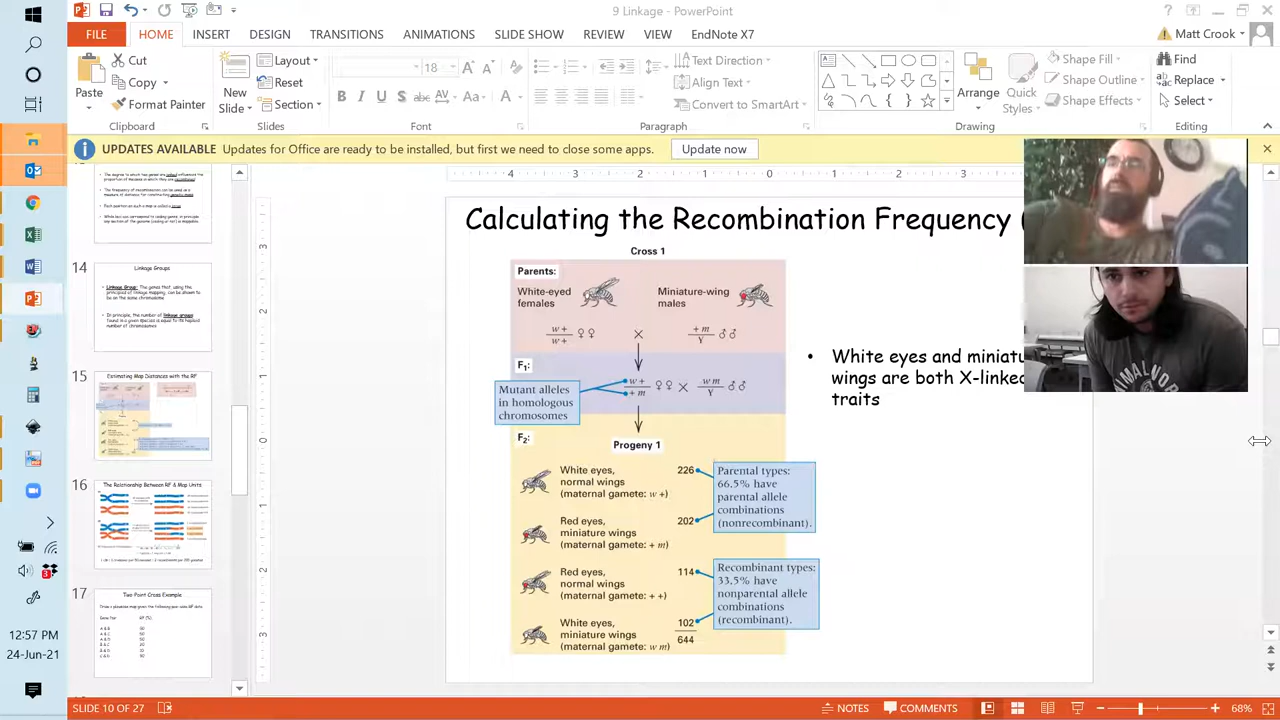 9 Linkage - PowerPoint
FILE HOME INSERT DESIGN TRANSITIONS ANIMATIONS SLIDE SHOW REVIEW VIEW EndNote X7 Matt Crook
Paste
Cut
Copy
Format Painter
Clipboard
New Slide
Layout
Reset
Section
Slides
18
Font
Text Direction
Align Text
Convert to SmartArt
Paragraph
Arrange
Quick Styles
Shape Fill
Shape Outline
Shape Effects
Drawing
Find
Replace
Select
Editing
UPDATES AVAILABLE Updates for Office are ready to be installed, but first we need to close some apps. Update now
14
Linkage Groups
15
Estimating Map Distances with the RF
16
The Relationship Between RF & Map Units
17
Two-Point Cross Example
Calculating the Recombination Frequency (
Cross 1
Parents:
White-eyed females
Miniature-wing males
w +
w +
♀♀
×
+ m
Y
♂♂
F1:
Mutant alleles
in homologous
chromosomes
w +
+ m
♀♀ ×
w m
Y
♂♂
F2:
Progeny 1
White eyes,
normal wings
(maternal gamete: w +)
226
Red eyes,
miniature wings
(maternal gamete: + m)
202
Red eyes,
normal wings
(maternal gamete: + +)
114
White eyes,
miniature wings
(maternal gamete: w m)
102
644
Parental types:
66.5% have
parental allele
combinations
(nonrecombinant).
Recombinant types:
33.5% have
nonparental allele
combinations
(recombinant).
• White eyes and miniatu
wings are both X-linked
traits
12:57 PM
24-Jun-21
SLIDE 10 OF 27
NOTES
COMMENTS
68%